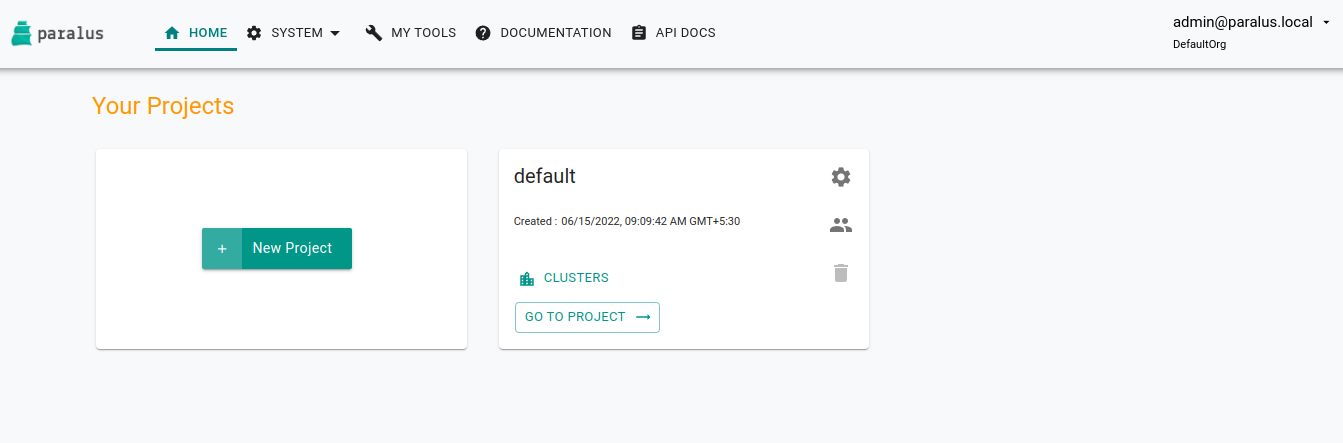 paralus
HOME SYSTEM MY TOOLS DOCUMENTATION API DOCS
admin@paralus.local
DefaultOrg
Your Projects
+ New Project
default
Created : 06/15/2022, 09:09:42 AM GMT+5:30
CLUSTERS
GO TO PROJECT